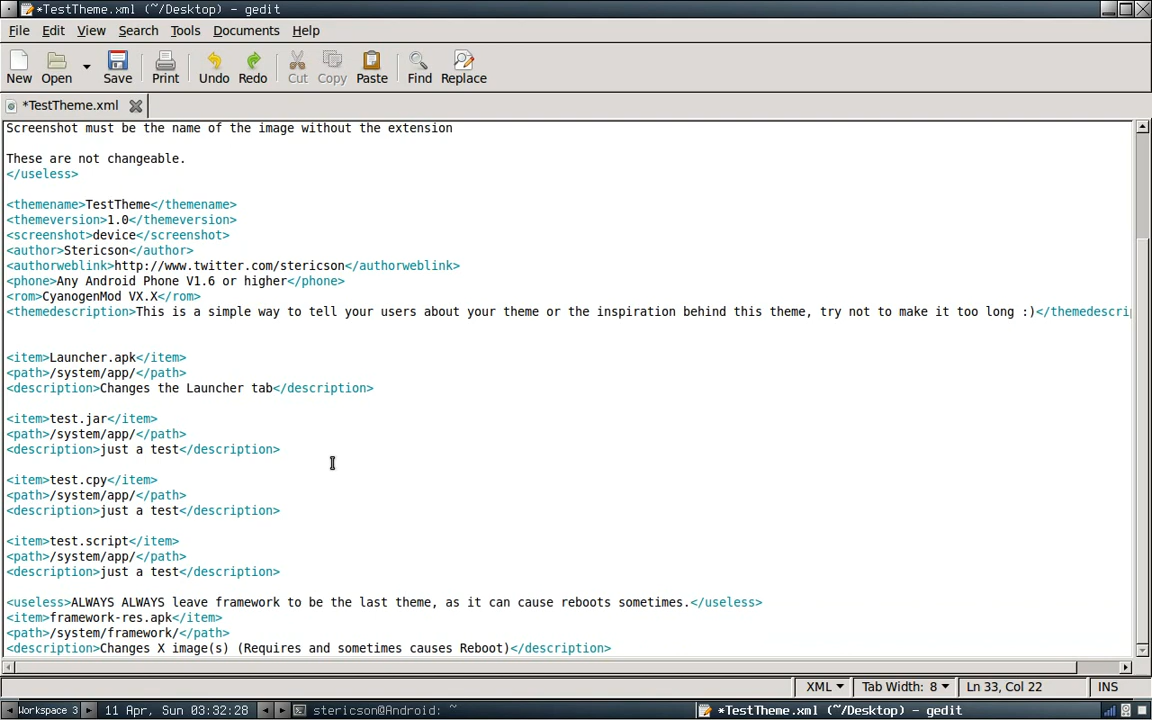 *TestTheme.xml (~/Desktop) - gedit
File Edit View Search Tools Documents Help
New Open Save Print Undo Redo Cut Copy Paste Find Replace
*TestTheme.xml
Screenshot must be the name of the image without the extension
These are not changeable.
</useless>
<themename>TestTheme</themename>
<themeversion>1.0</themeversion>
<screenshot>device</screenshot>
<author>Stericson</author>
<authorweblink>http://www.twitter.com/stericson</authorweblink>
<phone>Any Android Phone V1.6 or higher</phone>
<rom>CyanogenMod VX.X</rom>
<themedescription>This is a simple way to tell your users about your theme or the inspiration behind this theme, try not to make it too long :)</themedescrip
<item>Launcher.apk</item>
<path>/system/app/</path>
<description>Changes the Launcher tab</description>
<item>test.jar</item>
<path>/system/app/</path>
<description>just a test</description>
<item>test.cpy</item>
<path>/system/app/</path>
<description>just a test</description>
<item>test.script</item>
<path>/system/app/</path>
<description>just a test</description>
<useless>ALWAYS ALWAYS leave framework to be the last theme, as it can cause reboots sometimes.</useless>
<item>framework-res.apk</item>
<path>/system/framework/</path>
<description>Changes X image(s) (Requires and sometimes causes Reboot)</description>
XML Tab Width: 8 Ln 33, Col 22 INS
Workspace 3 11 Apr, Sun 03:32:28 stericson@Android: ~ *TestTheme.xml (~/Desktop) - gedit